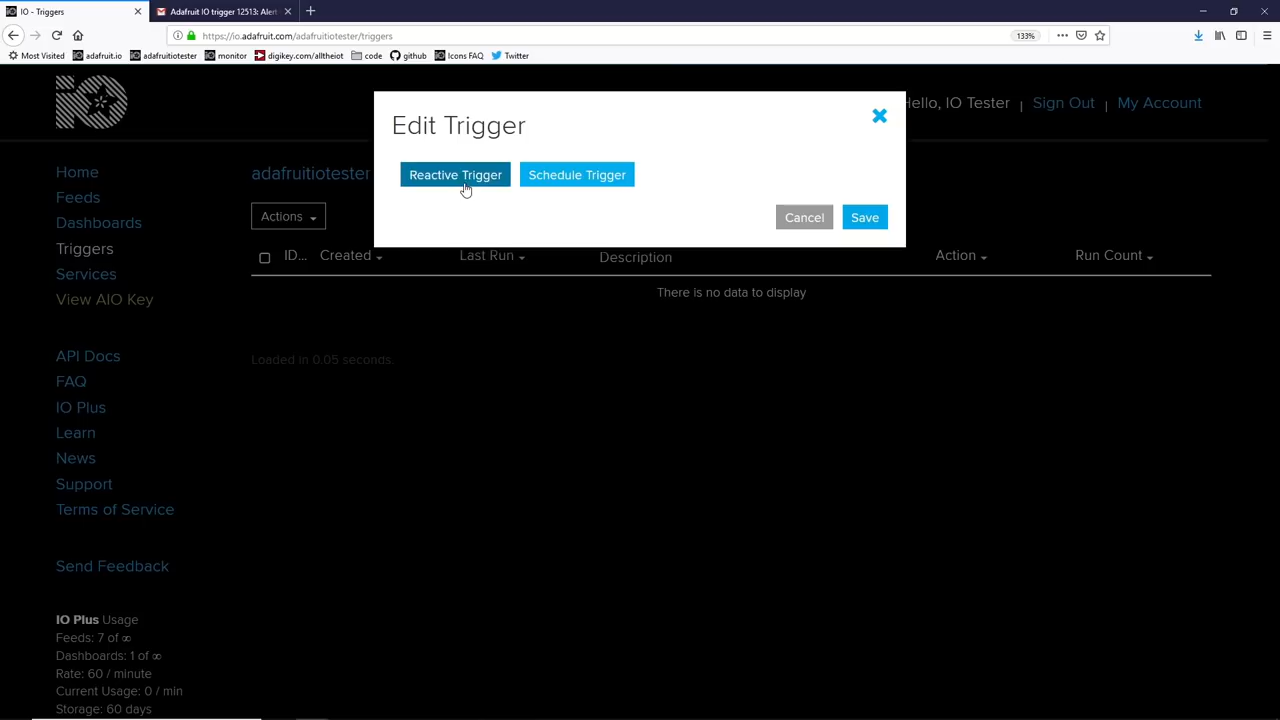 IO - Triggers
Adafruit IO trigger 12513: Alert
https://io.adafruit.com/adafruitiotester/triggers
133%
Most Visited adafruit.io adafruitiotester monitor digikey.com/alltheiot code github Icons FAQ Twitter
Hello, IO Tester | Sign Out | My Account
Edit Trigger
Reactive Trigger Schedule Trigger
Cancel Save
Home
Feeds
Dashboards
Triggers
Services
View AIO Key
API Docs
FAQ
IO Plus
Learn
News
Support
Terms of Service
Send Feedback
IO Plus Usage
Feeds: 7 of ∞
Dashboards: 1 of ∞
Rate: 60 / minute
Current Usage: 0 / min
Storage: 60 days
adafruitiotester
Actions
ID... Created Last Run Description Action Run Count
There is no data to display
Loaded in 0.05 seconds.